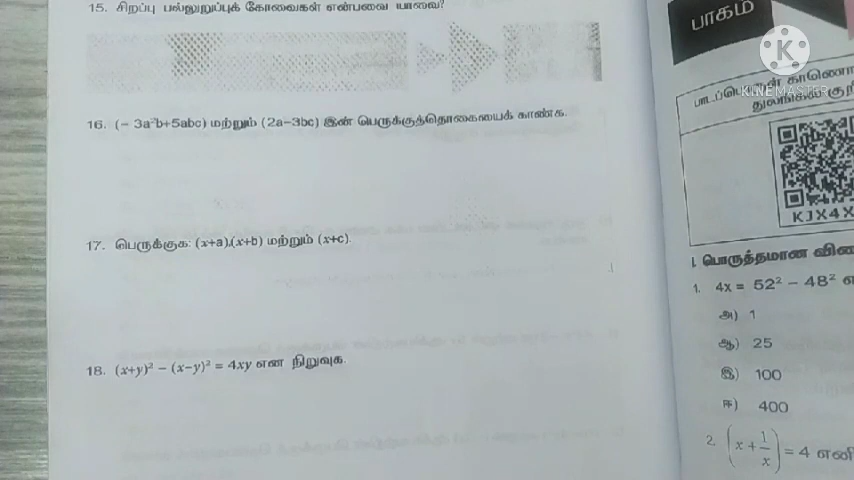 15. சிறப்பு பல்லுறுப்புக் கோவைகள் என்பவை யாவை?
16. (− 3a²b+5abc) மற்றும் (2a−3bc) இன் பெருக்குத்தொகையைக் காண்க.
17. பெருக்குக: (x+a),(x+b) மற்றும் (x+c).
18. (x+y)² − (x−y)² = 4xy என நிறுவுக.
பாகம்
KINEMASTER
KJX4X
I. பொருத்தமான
1. 4x = 52² − 48²
அ) 1
ஆ) 25
இ) 100
ஈ) 400
2. (x + 1/x) = 4 எனி